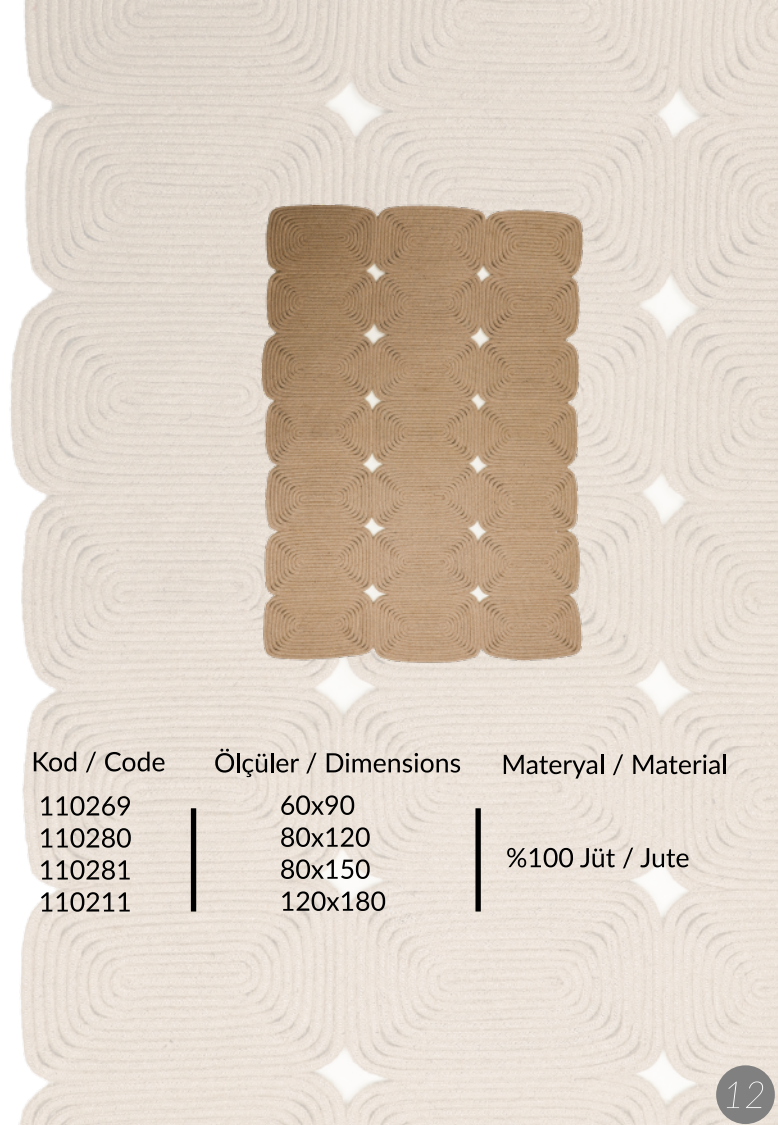 Kod / Code
Ölçüler / Dimensions
Materyal / Material
110269
110280
110281
110211
60x90
80x120
80x150
120x180
%100 Jüt / Jute
12